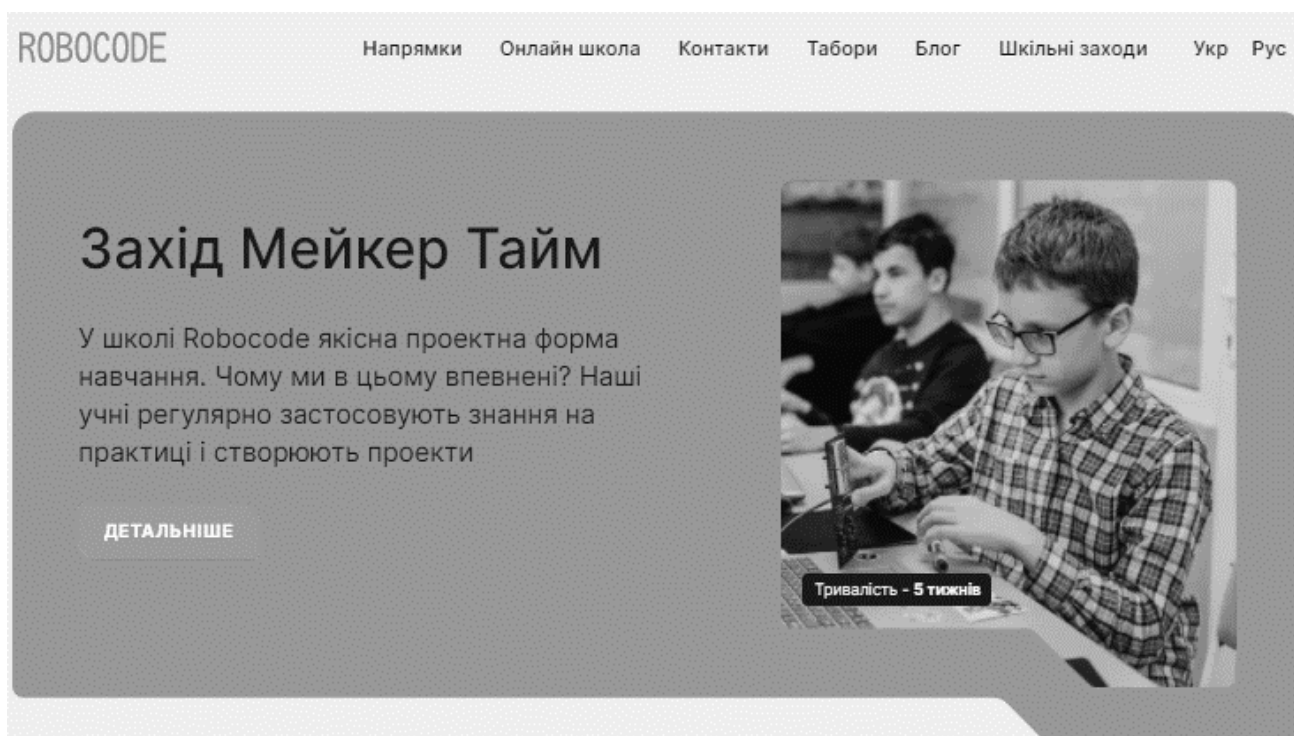 ROBOCODE
Напрямки Онлайн школа Контакти Табори Блог Шкільні заходи Укр Рус
Захід Мейкер Тайм
У школі Robocode якісна проектна форма
навчання. Чому ми в цьому впевнені? Наші
учні регулярно застосовують знання на
практиці і створюють проекти
ДЕТАЛЬНІШЕ
Тривалість - 5 тижнів